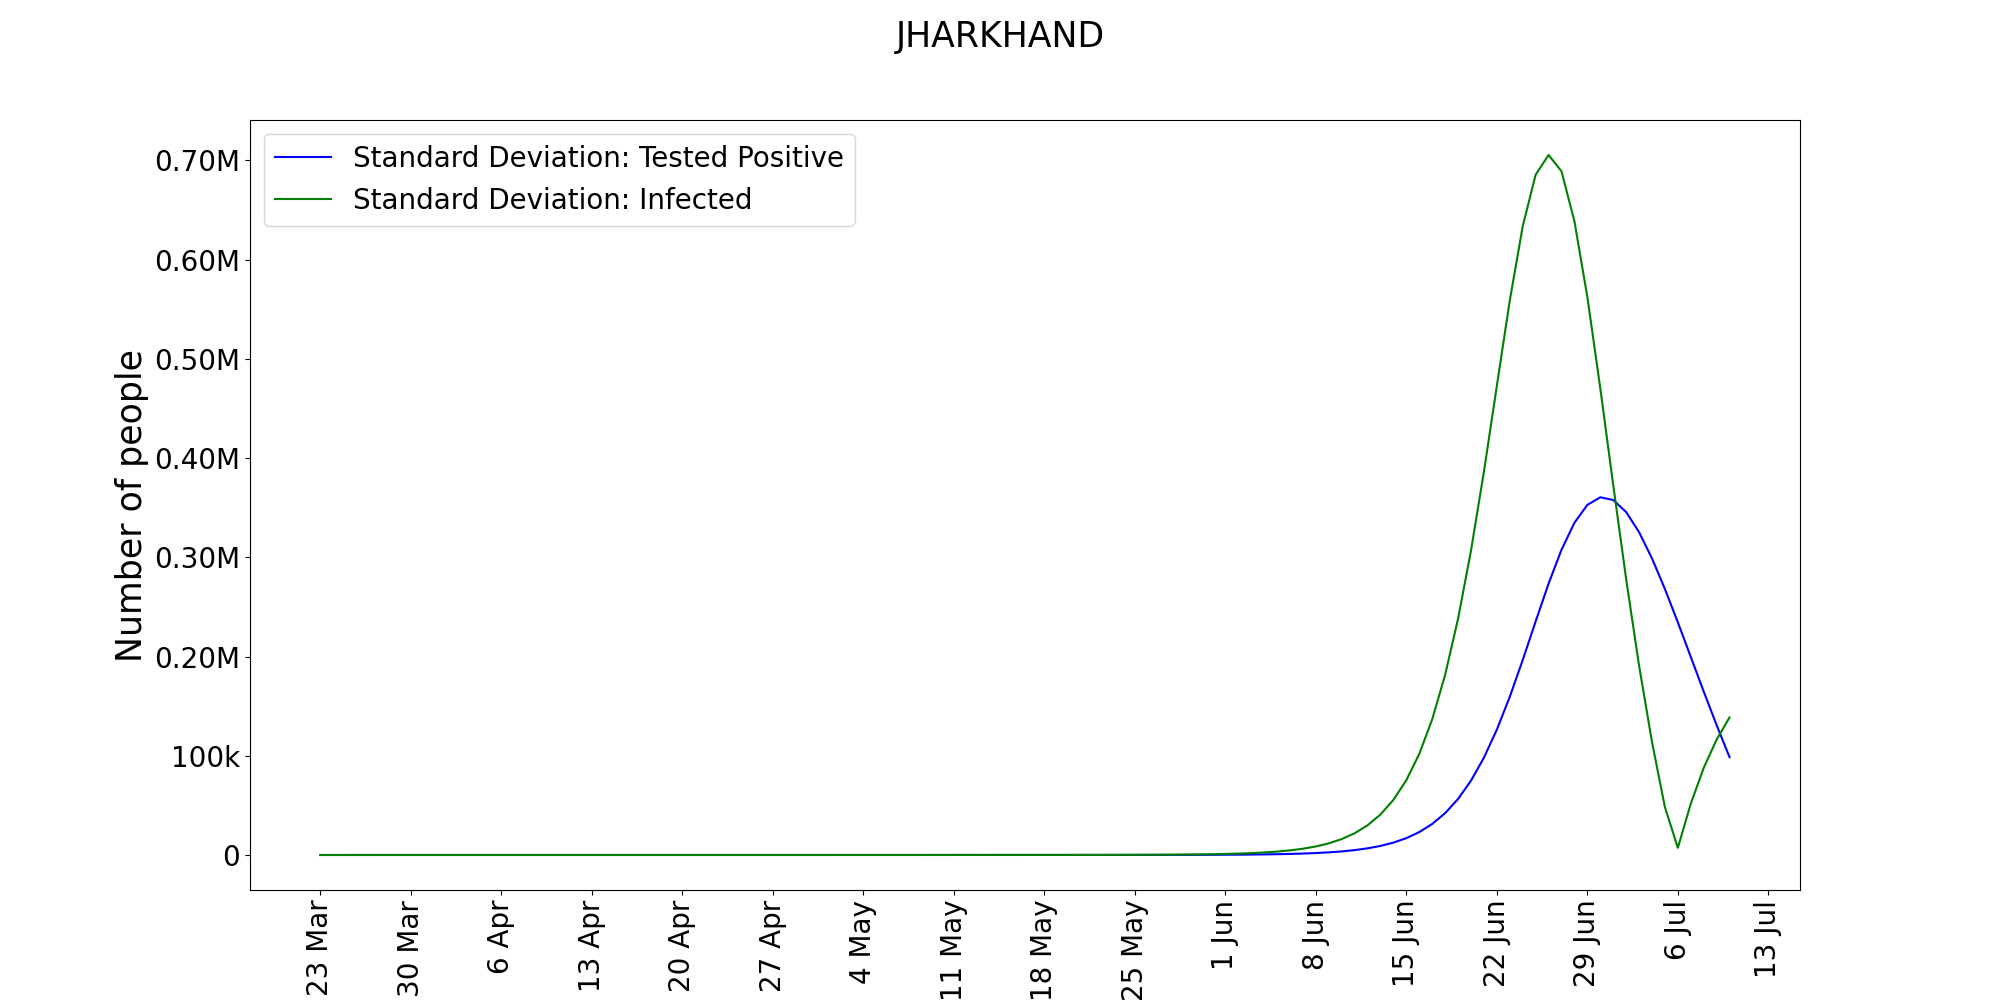 JHARKHAND
Standard Deviation: Tested Positive
Standard Deviation: Infected
Number of people
0.70M
0.60M
0.50M
0.40M
0.30M
0.20M
100k
0
23 Mar
30 Mar
6 Apr
13 Apr
20 Apr
27 Apr
4 May
11 May
18 May
25 May
1 Jun
8 Jun
15 Jun
22 Jun
29 Jun
6 Jul
13 Jul